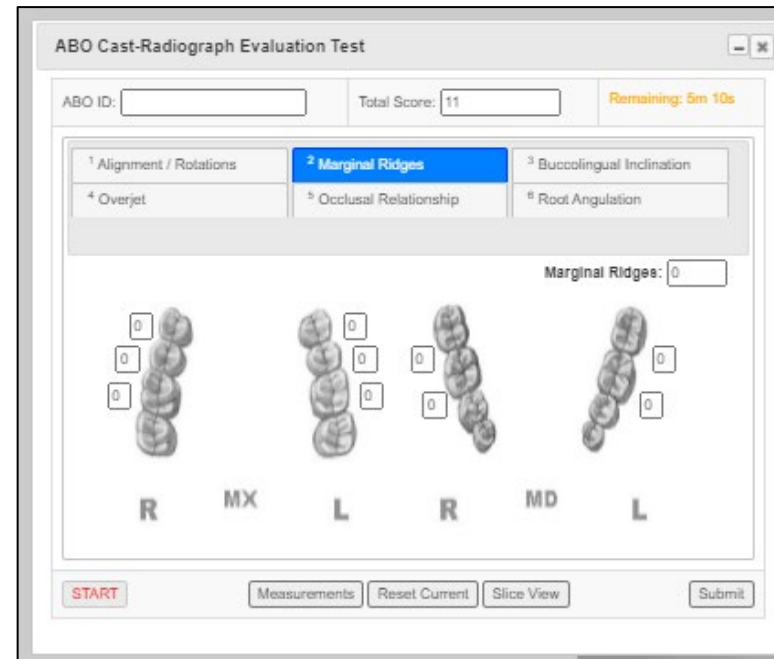 ABO Cast-Radiograph Evaluation Test
ABO ID: Total Score: 11 Remaining: 5m 10s
1 Alignment / Rotations 2 Marginal Ridges 3 Buccolingual Inclination
4 Overjet 5 Occlusal Relationship 6 Root Angulation
Marginal Ridges: 0
0 0
0 0 0 0
0 0 0 0
R MX L R MD L
START Measurements Reset Current Slice View Submit